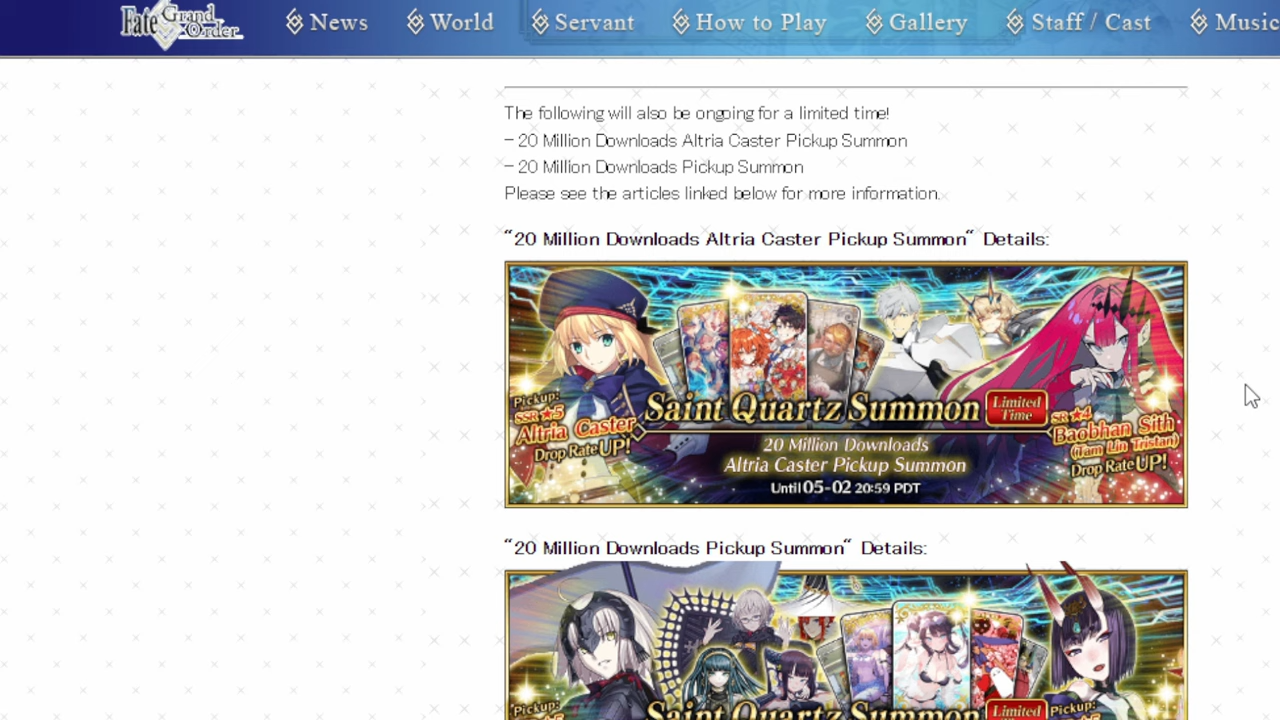 Fate Grand Order
News
World
Servant
How to Play
Gallery
Staff / Cast
Music
The following will also be ongoing for a limited time!
- 20 Million Downloads Altria Caster Pickup Summon
- 20 Million Downloads Pickup Summon
Please see the articles linked below for more information.
"20 Million Downloads Altria Caster Pickup Summon" Details:
Pickup:
SSR ★5
Altria Caster
Drop Rate UP!
Saint Quartz Summon
Limited Time
20 Million Downloads
Altria Caster Pickup Summon
Until 05-02 20:59 PDT
SR ★4
Baobhan Sith
(Tam Lin Tristan)
Drop Rate UP!
"20 Million Downloads Pickup Summon" Details:
Pickup:
Saint Quartz Summon
Limited
Pickup: